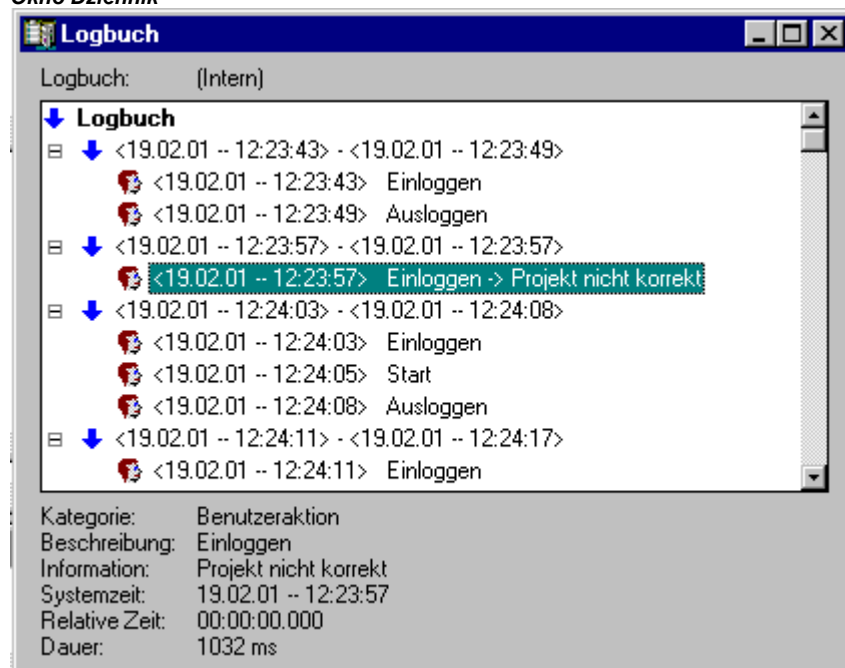 Okno Dziennik
Logbuch
Logbuch: (Intern)
Logbuch
<19.02.01 -- 12:23:43> - <19.02.01 -- 12:23:49>
<19.02.01 -- 12:23:43> Einloggen
<19.02.01 -- 12:23:49> Ausloggen
<19.02.01 -- 12:23:57> - <19.02.01 -- 12:23:57>
<19.02.01 -- 12:23:57> Einloggen -> Projekt nicht korrekt
<19.02.01 -- 12:24:03> - <19.02.01 -- 12:24:08>
<19.02.01 -- 12:24:03> Einloggen
<19.02.01 -- 12:24:05> Start
<19.02.01 -- 12:24:08> Ausloggen
<19.02.01 -- 12:24:11> - <19.02.01 -- 12:24:17>
<19.02.01 -- 12:24:11> Einloggen
Kategorie: Benutzeraktion
Beschreibung: Einloggen
Information: Projekt nicht korrekt
Systemzeit: 19.02.01 -- 12:23:57
Relative Zeit: 00:00:00.000
Dauer: 1032 ms